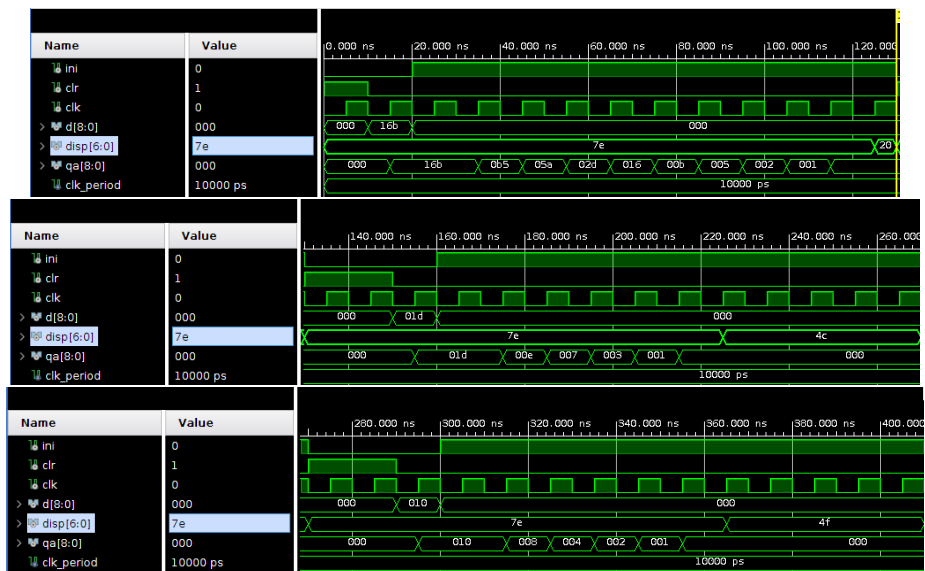 0.000 ns 20.000 ns 40.000 ns 60.000 ns 80.000 ns 100.000 ns 120.000
Name Value
ini 0
clr 1
clk 0
d[8:0] 000 000 16b 000
disp[6:0] 7e 7e 20
qa[8:0] 000 000 16b 0b5 05a 02d 016 00b 005 002 001
clk_period 10000 ps 10000 ps
Name Value 140.000 ns 160.000 ns 180.000 ns 200.000 ns 220.000 ns 240.000 ns 260.000
ini 0
clr 1
clk 0
d[8:0] 000 000 01d 000
disp[6:0] 7e 7e 4c
qa[8:0] 000 000 01d 00e 007 003 001 000
clk_period 10000 ps 10000 ps
Name Value 280.000 ns 300.000 ns 320.000 ns 340.000 ns 360.000 ns 380.000 ns 400.000
ini 0
clr 1
clk 0
d[8:0] 000 000 010 000
disp[6:0] 7e 7e 4f
qa[8:0] 000 000 010 008 004 002 001 000
clk_period 10000 ps 10000 ps